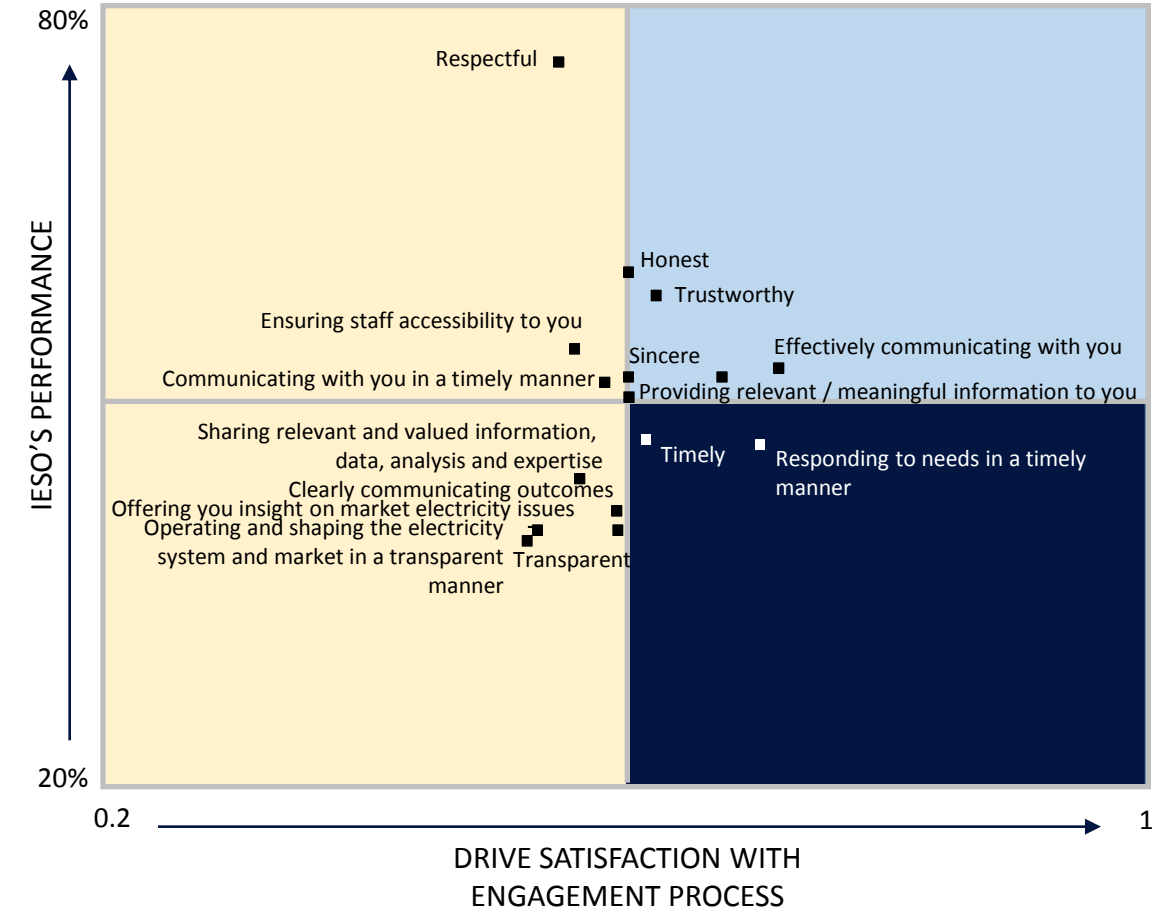 80%
Respectful
Honest
Trustworthy
Ensuring staff accessibility to you
Sincere
Effectively communicating with you
Communicating with you in a timely manner
Providing relevant / meaningful information to you
IESO'S PERFORMANCE
Sharing relevant and valued information,
data, analysis and expertise
Timely
Responding to needs in a timely
manner
Clearly communicating outcomes
Offering you insight on market electricity issues
Operating and shaping the electricity
system and market in a transparent
manner
Transparent
20%
0.2
1
DRIVE SATISFACTION WITH
ENGAGEMENT PROCESS